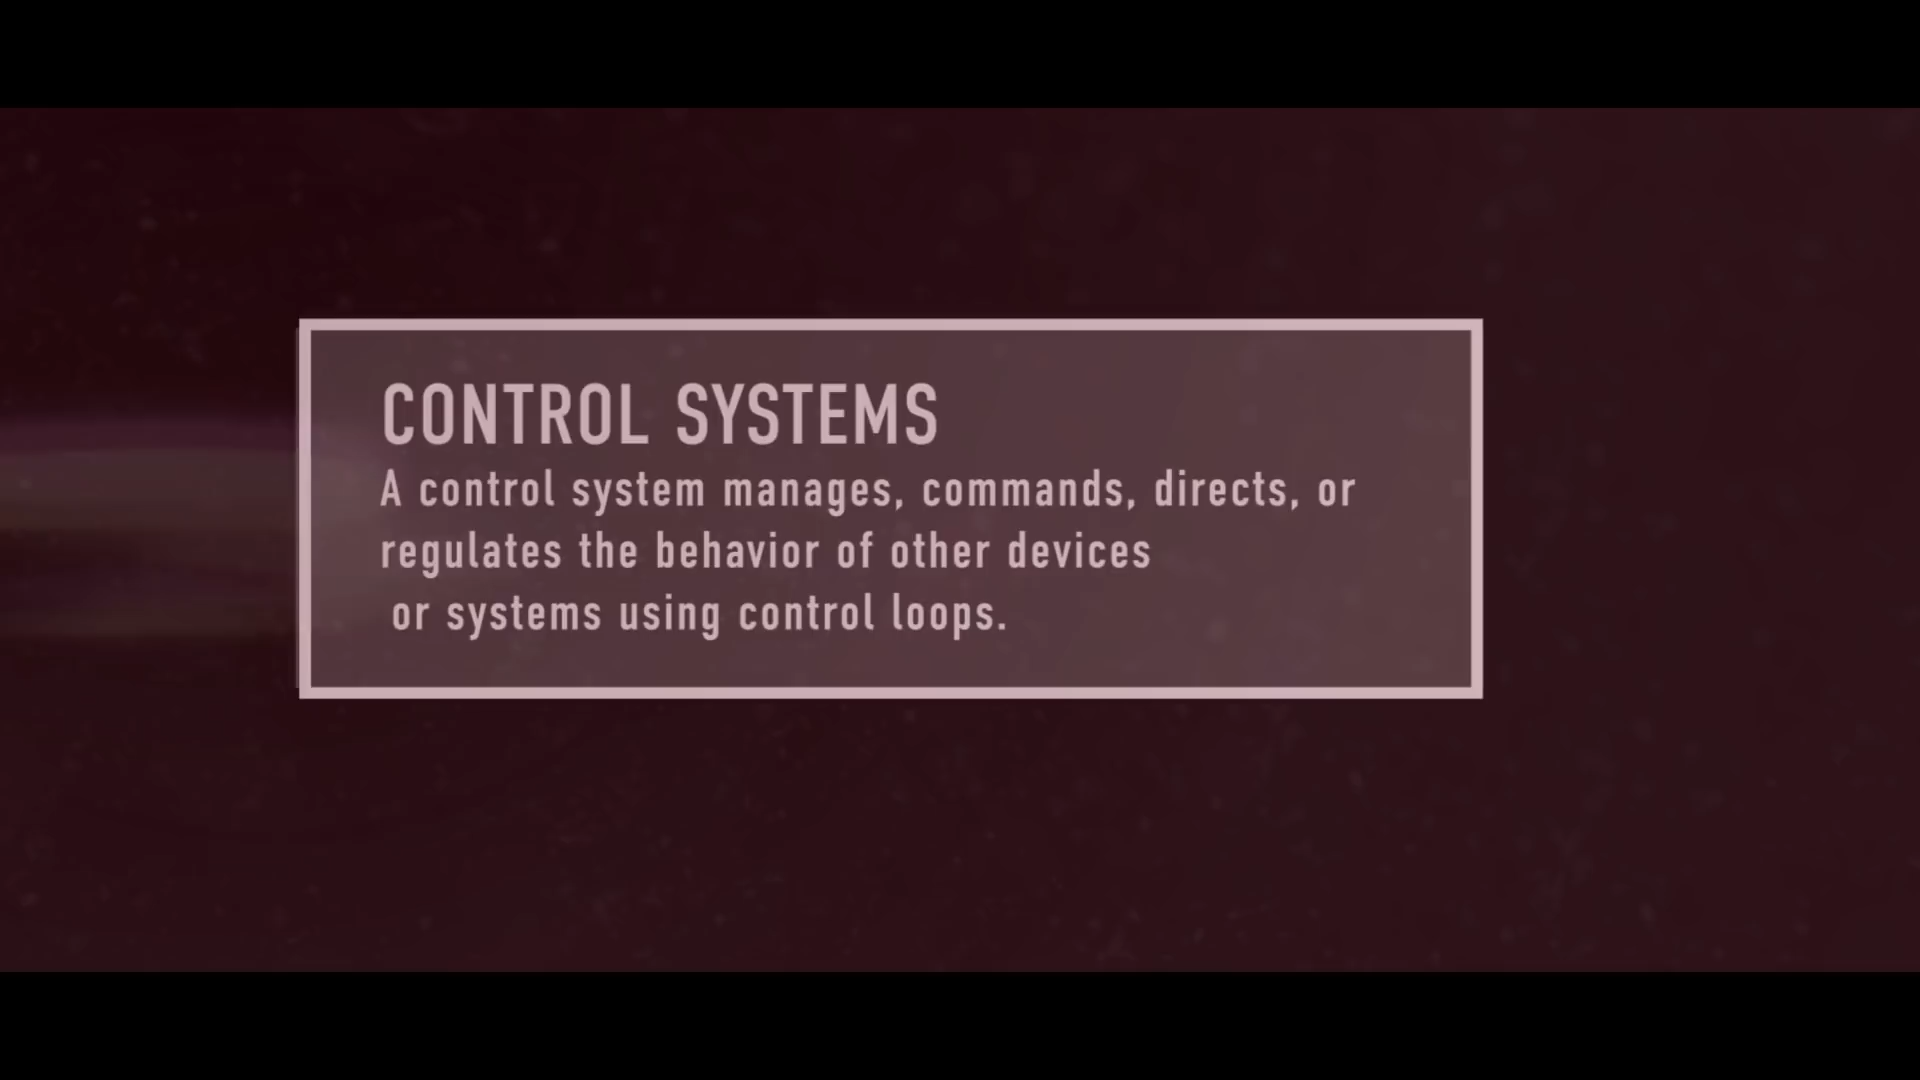 CONTROL SYSTEMS
A control system manages, commands, directs, or
regulates the behavior of other devices
or systems using control loops.